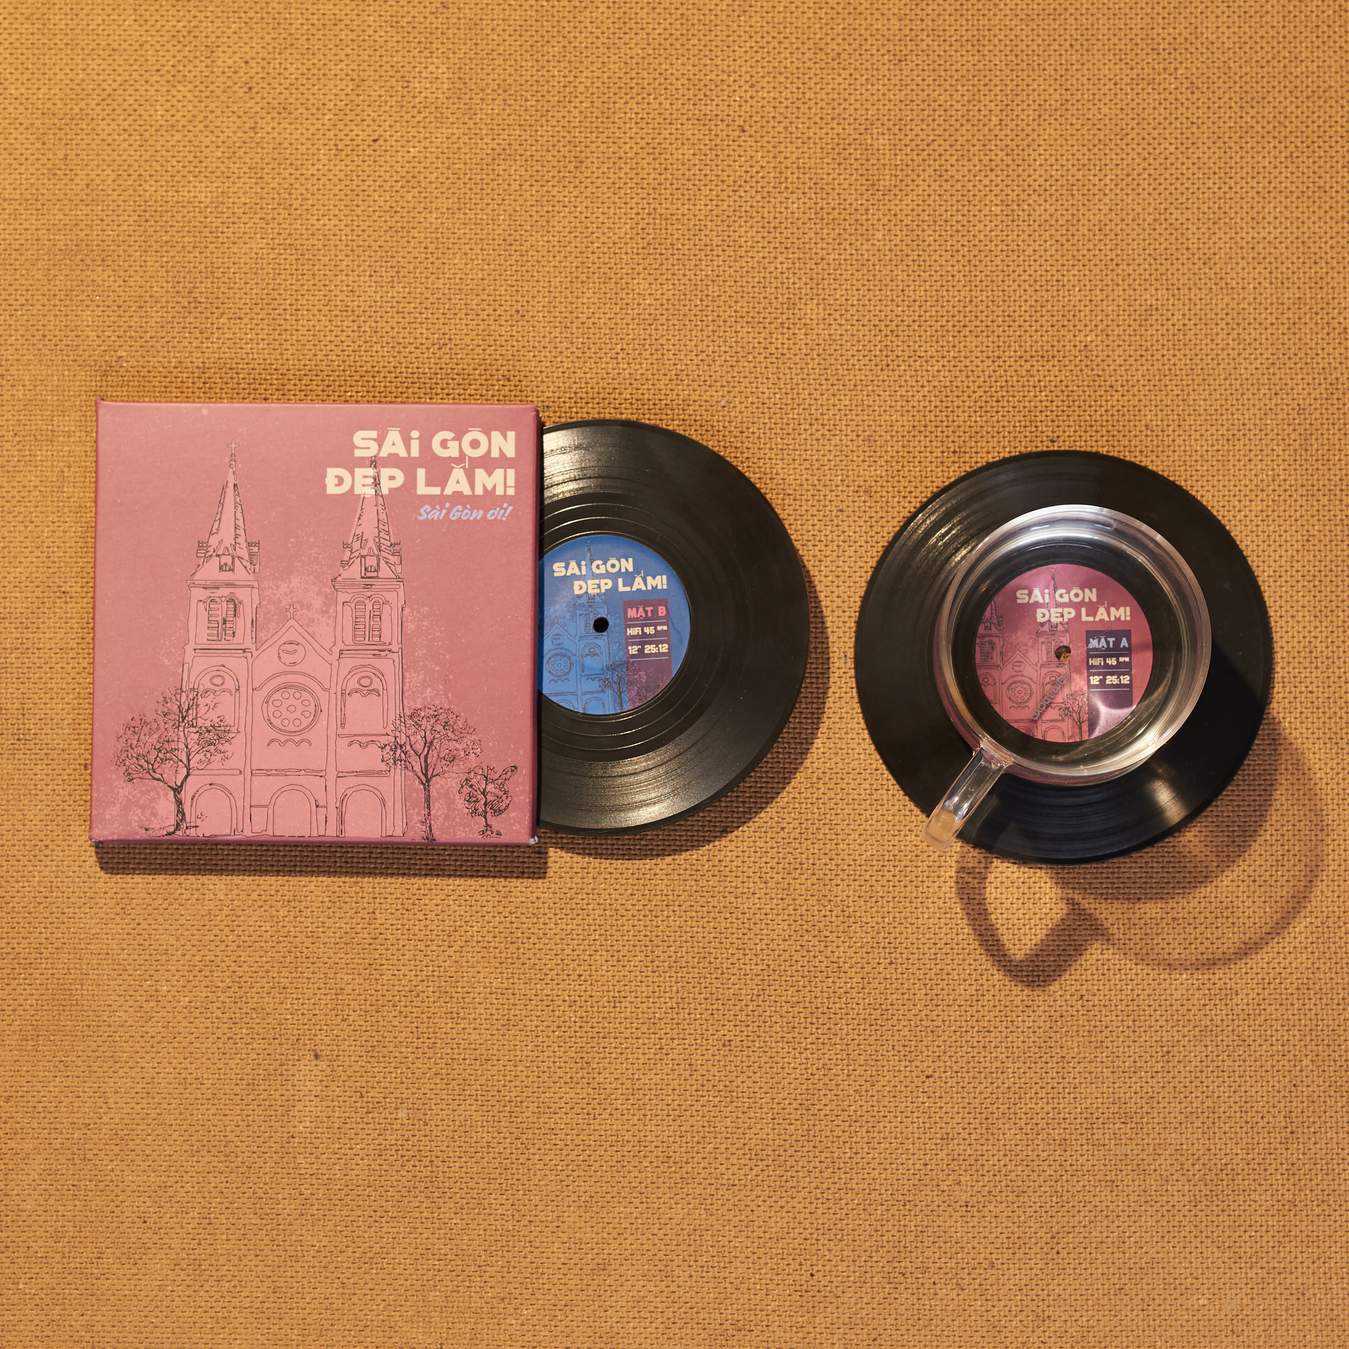 SÀi GÒN
ĐẸP LẮM!
Sài Gòn ơi!
SÀi GÒN
ĐẸP LẮM!
MẶT B
HiFi 45 RPM
12" 25:12
SÀi GÒN
ĐẸP LẮM!
MẶT A
HiFi 45 RPM
12" 25:12